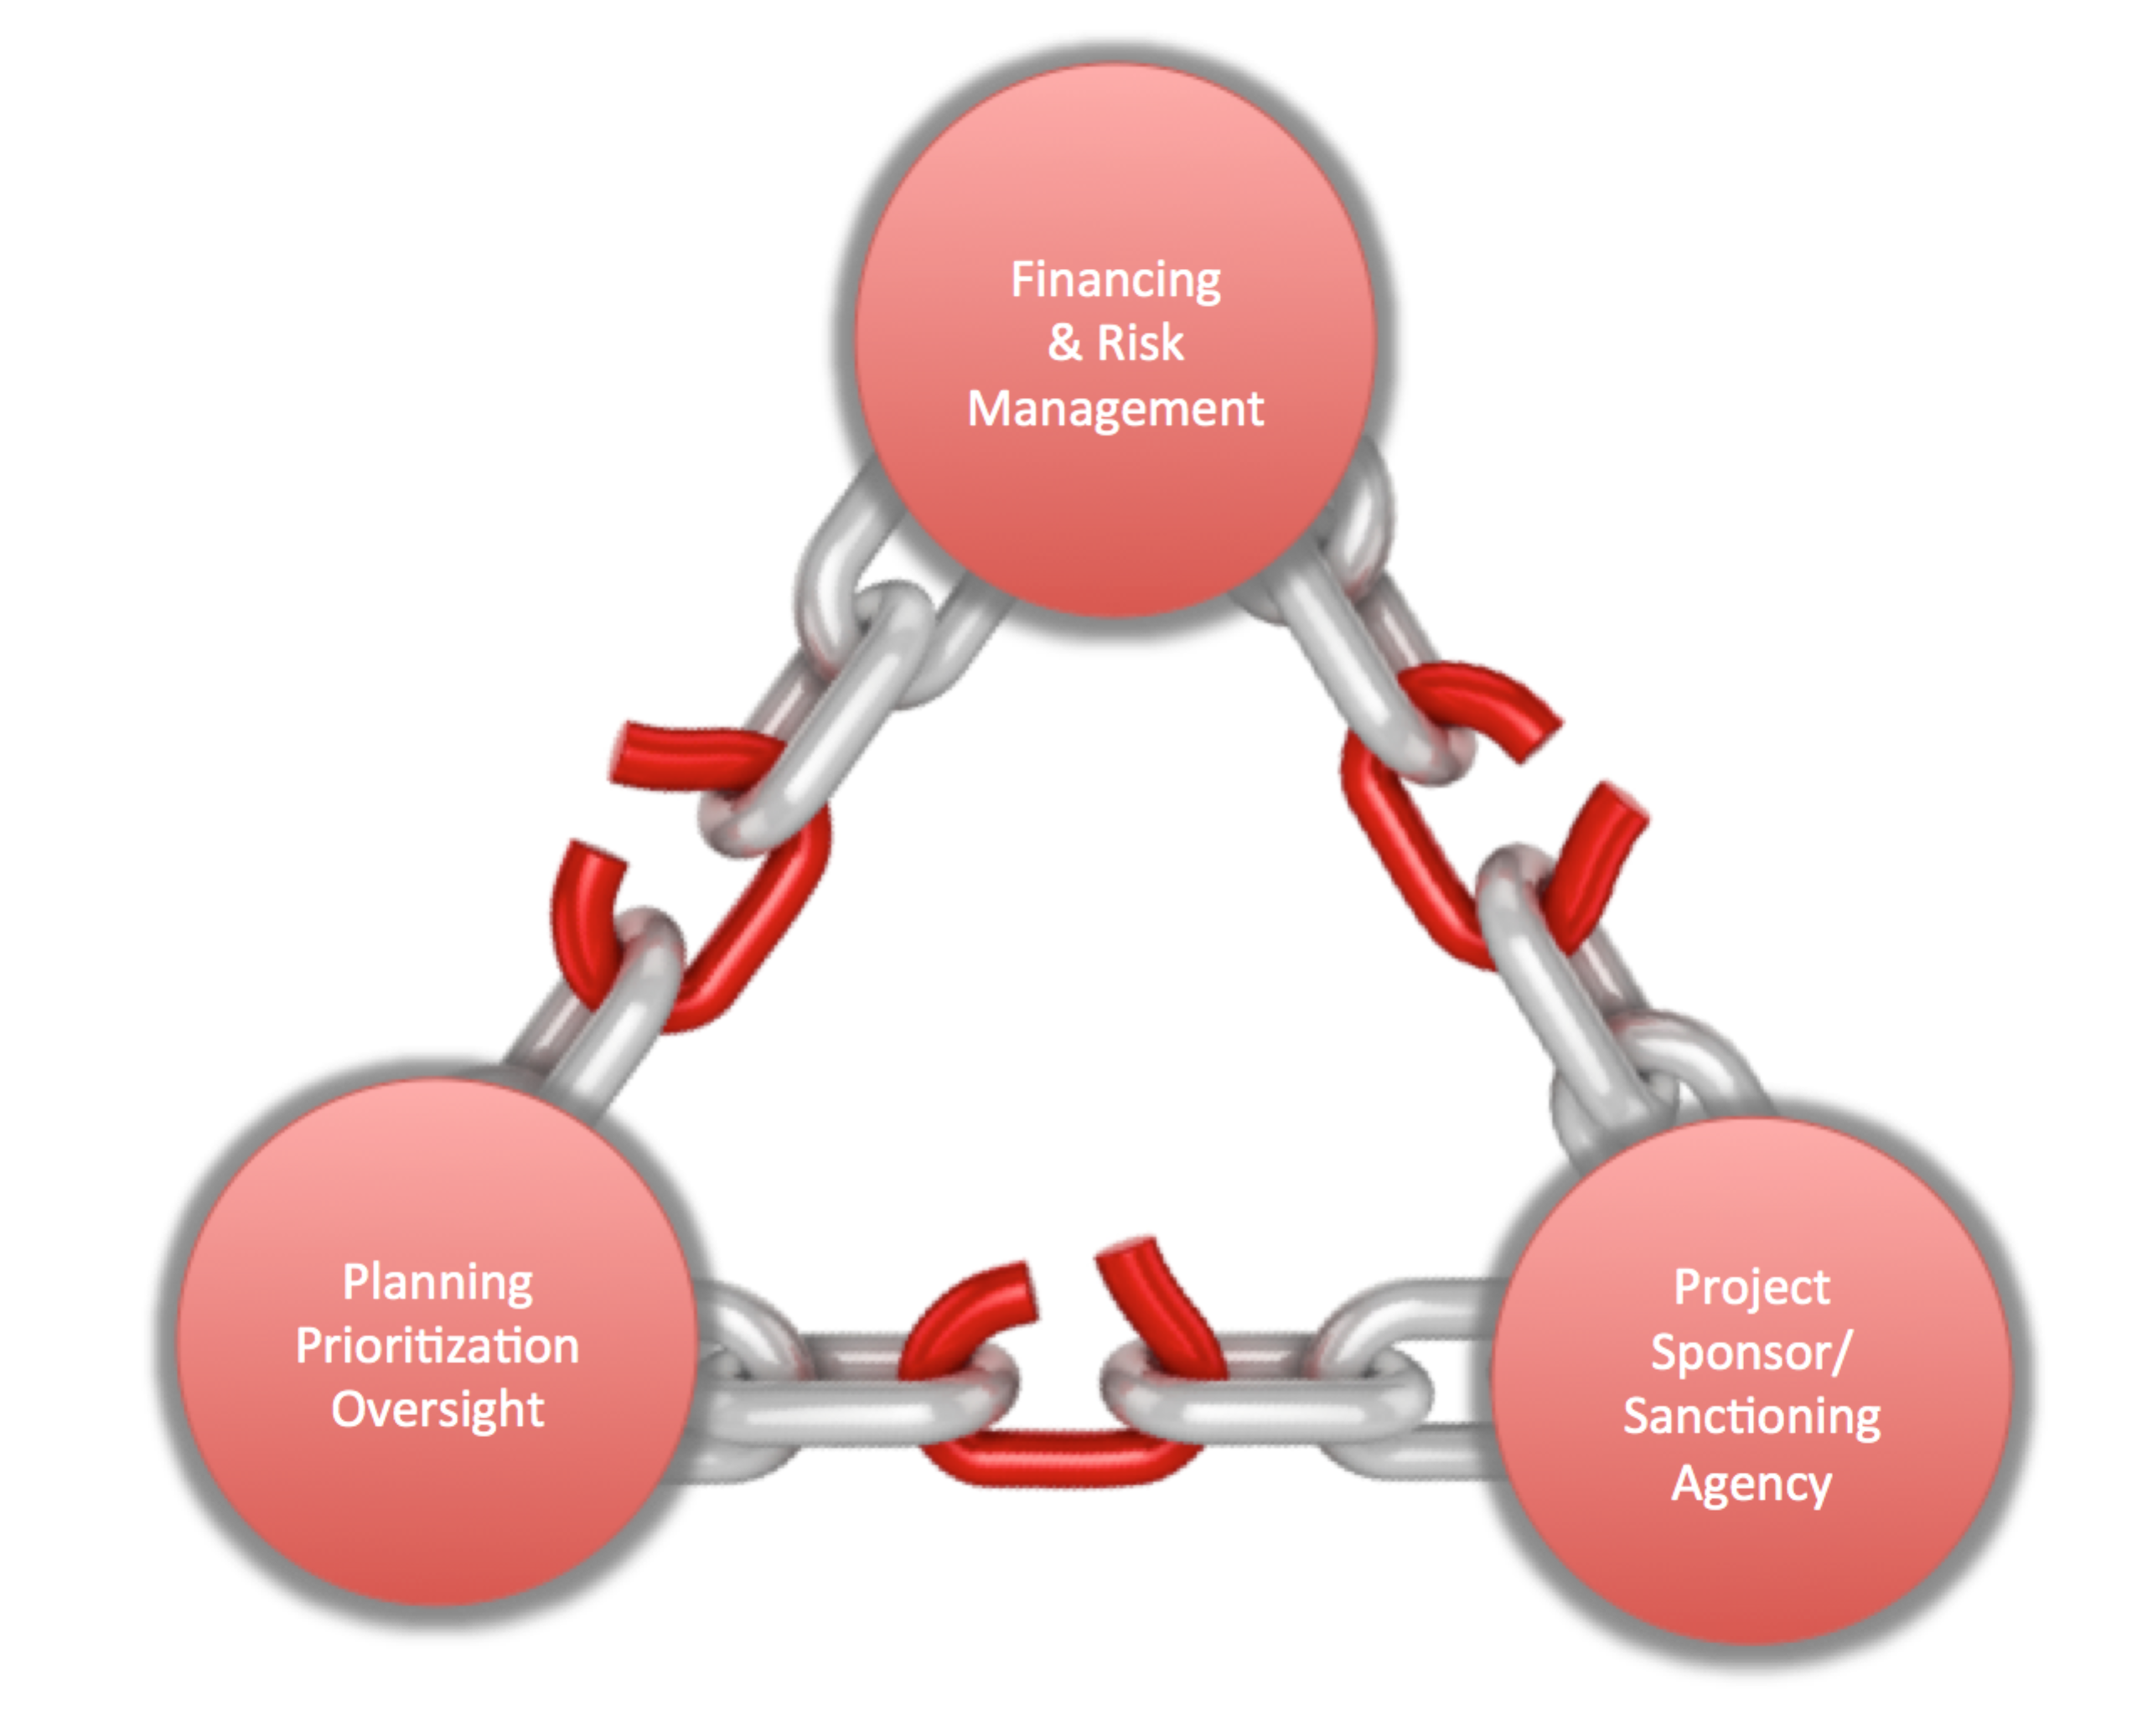 Financing
& Risk
Management
Planning
Prioritization
Oversight
Project
Sponsor/
Sanctioning
Agency